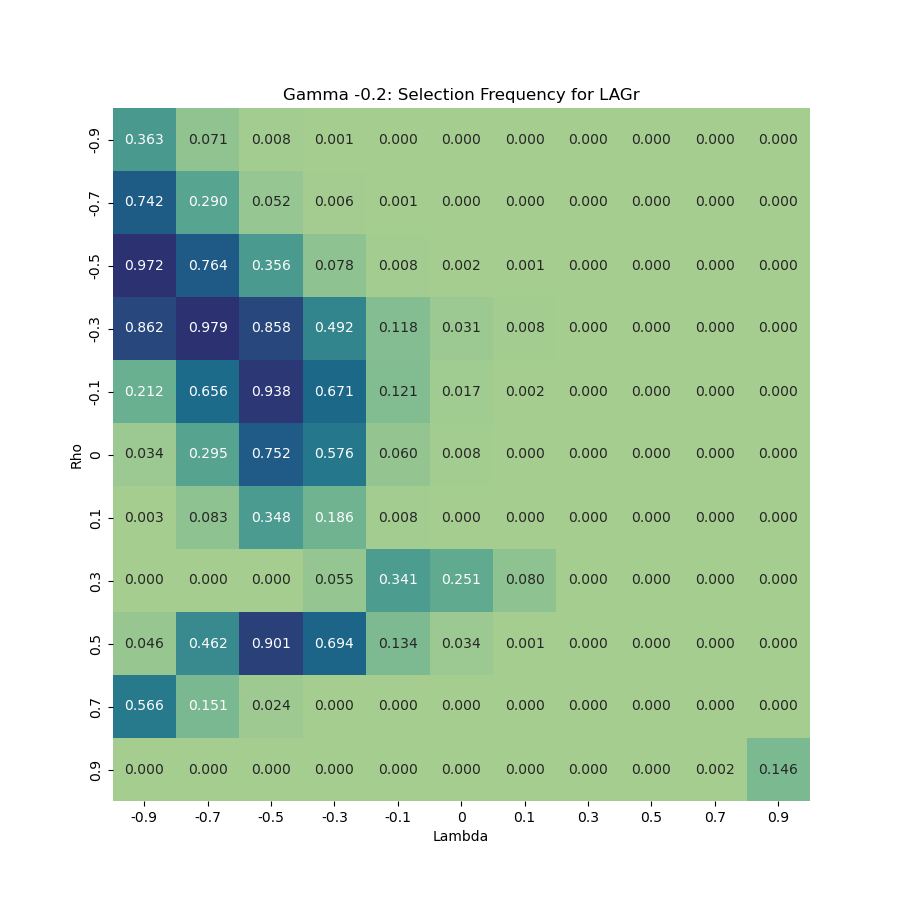 Gamma -0.2: Selection Frequency for LAGr
-0.9 0.363 0.071 0.008 0.001 0.000 0.000 0.000 0.000 0.000 0.000 0.000
-0.7 0.742 0.290 0.052 0.006 0.001 0.000 0.000 0.000 0.000 0.000 0.000
-0.5 0.972 0.764 0.356 0.078 0.008 0.002 0.001 0.000 0.000 0.000 0.000
-0.3 0.862 0.979 0.858 0.492 0.118 0.031 0.008 0.000 0.000 0.000 0.000
-0.1 0.212 0.656 0.938 0.671 0.121 0.017 0.002 0.000 0.000 0.000 0.000
Rho
0 0.034 0.295 0.752 0.576 0.060 0.008 0.000 0.000 0.000 0.000 0.000
0.1 0.003 0.083 0.348 0.186 0.008 0.000 0.000 0.000 0.000 0.000 0.000
0.3 0.000 0.000 0.000 0.055 0.341 0.251 0.080 0.000 0.000 0.000 0.000
0.5 0.046 0.462 0.901 0.694 0.134 0.034 0.001 0.000 0.000 0.000 0.000
0.7 0.566 0.151 0.024 0.000 0.000 0.000 0.000 0.000 0.000 0.000 0.000
0.9 0.000 0.000 0.000 0.000 0.000 0.000 0.000 0.000 0.000 0.002 0.146
-0.9 -0.7 -0.5 -0.3 -0.1 0 0.1 0.3 0.5 0.7 0.9
Lambda